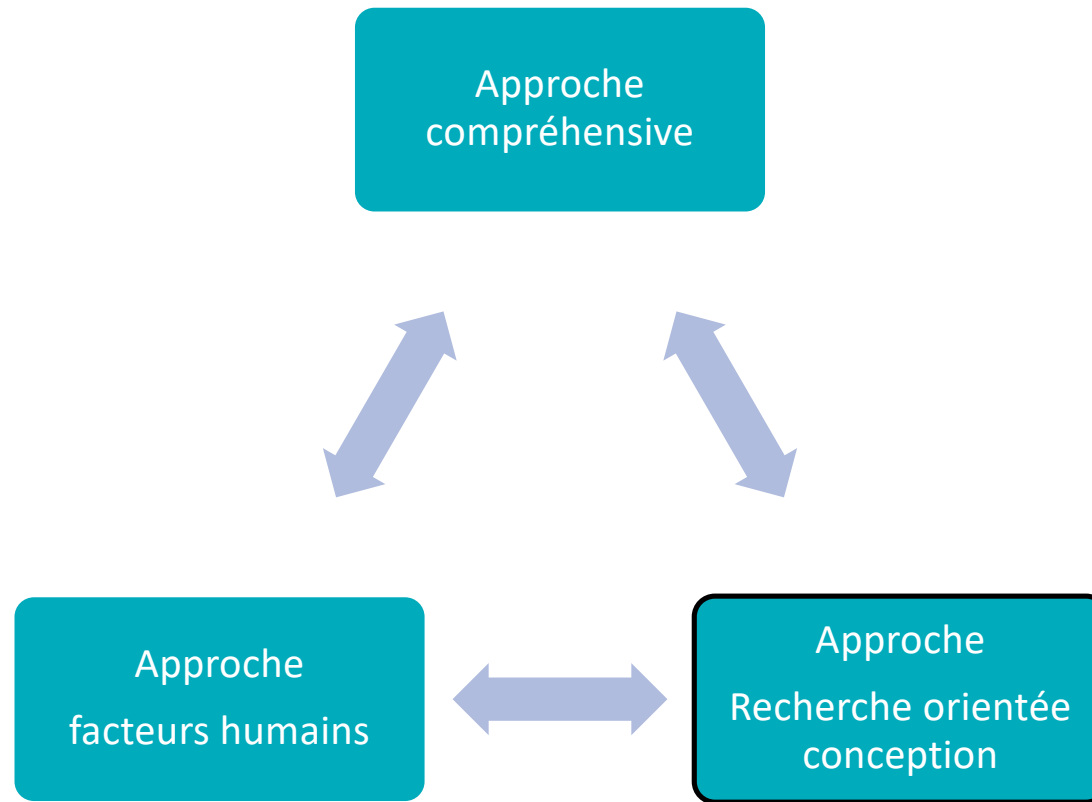 Approche
compréhensive
Approche
facteurs humains
Approche
Recherche orientée
conception